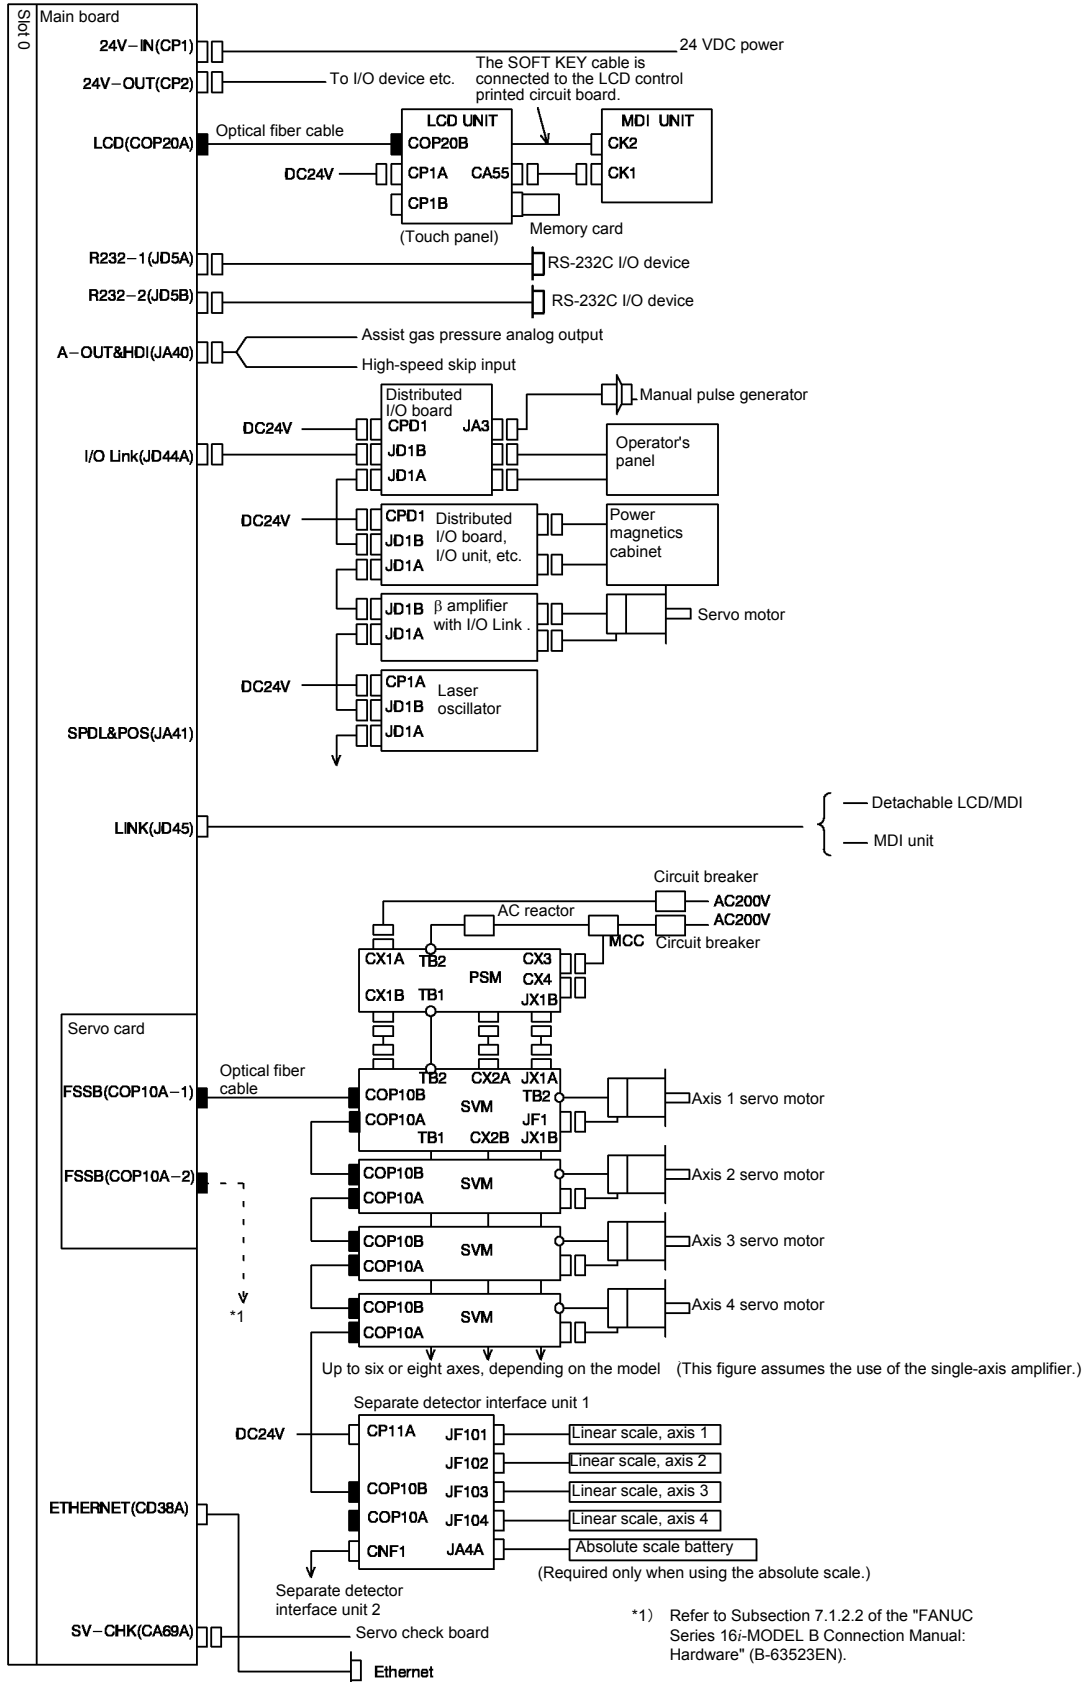 Slot 0
Main board
24V−IN(CP1)
24 VDC power
24V−OUT(CP2)
To I/O device etc.
The SOFT KEY cable is
connected to the LCD control
printed circuit board.
LCD(COP20A)
Optical fiber cable
LCD UNIT
COP20B
MDI UNIT
CK2
DC24V
CP1A
CA55
CK1
CP1B
(Touch panel)
Memory card
R232−1(JD5A)
RS-232C I/O device
R232−2(JD5B)
RS-232C I/O device
A−OUT&HDI(JA40)
Assist gas pressure analog output
High-speed skip input
I/O Link(JD44A)
Distributed
I/O board
DC24V
CPD1
JA3
Manual pulse generator
JD1B
JD1A
Operator's
panel
DC24V
CPD1
JD1B
JD1A
Distributed
I/O board,
I/O unit, etc.
Power
magnetics
cabinet
JD1B
JD1A
β amplifier
with I/O Link .
Servo motor
DC24V
CP1A
JD1B
JD1A
Laser
oscillator
SPDL&POS(JA41)
LINK(JD45)
Detachable LCD/MDI
MDI unit
Circuit breaker
AC200V
AC reactor
AC200V
MCC
Circuit breaker
CX1A
TB2
PSM
CX3
CX4
CX1B
TB1
JX1B
Servo card
FSSB(COP10A−1)
Optical fiber
cable
TB2
CX2A
JX1A
COP10B
SVM
TB2
COP10A
JF1
TB1
CX2B
JX1B
Axis 1 servo motor
FSSB(COP10A−2)
*1
COP10B
SVM
COP10A
Axis 2 servo motor
COP10B
SVM
COP10A
Axis 3 servo motor
COP10B
SVM
COP10A
Axis 4 servo motor
Up to six or eight axes, depending on the model (This figure assumes the use of the single-axis amplifier.)
Separate detector interface unit 1
DC24V
CP11A
JF101
Linear scale, axis 1
JF102
Linear scale, axis 2
COP10B
JF103
Linear scale, axis 3
COP10A
JF104
Linear scale, axis 4
CNF1
JA4A
Absolute scale battery
(Required only when using the absolute scale.)
Separate detector
interface unit 2
ETHERNET(CD38A)
SV−CHK(CA69A)
Servo check board
Ethernet
*1) Refer to Subsection 7.1.2.2 of the "FANUC
Series 16i-MODEL B Connection Manual:
Hardware" (B-63523EN).